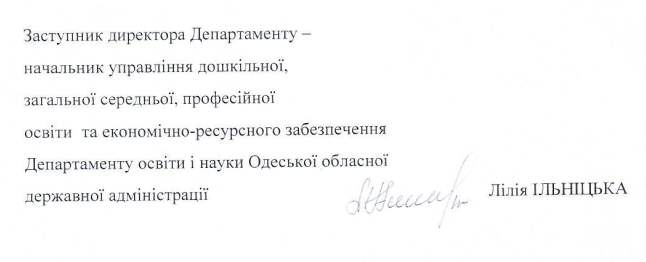 Заступник директора Департаменту –
начальник управління дошкільної,
загальної середньої, професійної
освіти та економічно-ресурсного забезпечення
Департаменту освіти і науки Одеської обласної
державної адміністрації Лілія ІЛЬНІЦЬКА